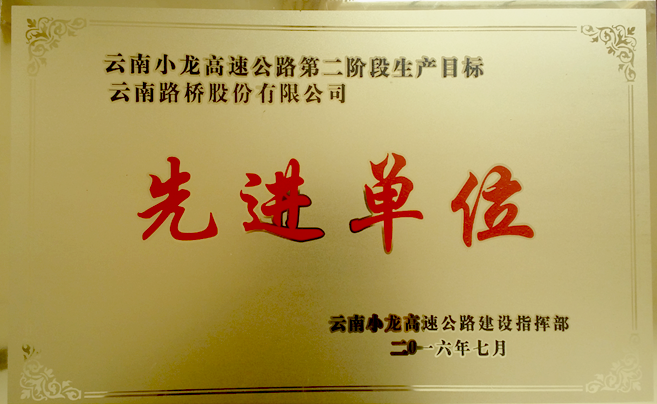 云南小龙高速公路第二阶段生产目标
云南路桥股份有限公司
先进单位
云南小龙高速公路建设指挥部
二〇一六年七月